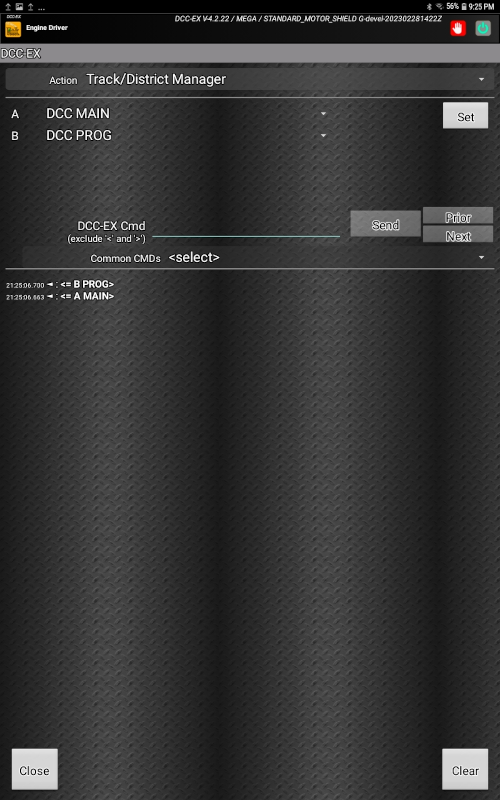 ... 56% 9:25 PM
DCC-EX
Engine Driver
DCC-EX V-4.2.22 / MEGA / STANDARD_MOTOR_SHIELD G-devel-202302281422Z
DCC-EX
Action Track/District Manager
A DCC MAIN Set
B DCC PROG
DCC-EX Cmd
(exclude '<' and '>')
Send
Prior
Next
Common CMDs <select>
21:25:06.700 ◄ : <= B PROG>
21:25:06.663 ◄ : <= A MAIN>
Close Clear